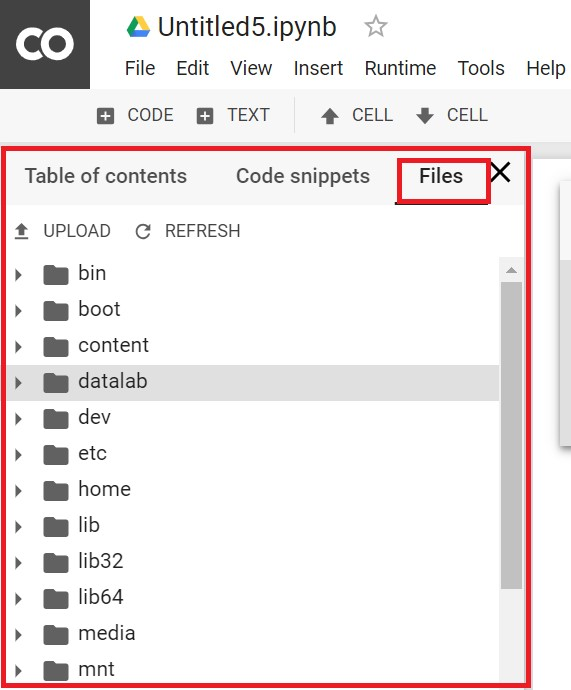 CO Untitled5.ipynb
File Edit View Insert Runtime Tools Help
CODE TEXT CELL CELL
Table of contents Code snippets Files
UPLOAD REFRESH
bin
boot
content
datalab
dev
etc
home
lib
lib32
lib64
media
mnt